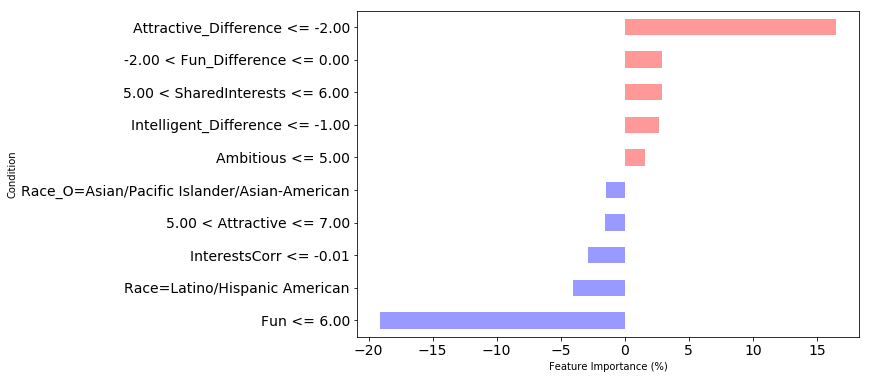 Attractive_Difference <= -2.00
-2.00 < Fun_Difference <= 0.00
5.00 < SharedInterests <= 6.00
Intelligent_Difference <= -1.00
Ambitious <= 5.00
Race_O=Asian/Pacific Islander/Asian-American
5.00 < Attractive <= 7.00
InterestsCorr <= -0.01
Race=Latino/Hispanic American
Fun <= 6.00
Condition
−20 −15 −10 −5 0 5 10 15
Feature Importance (%)